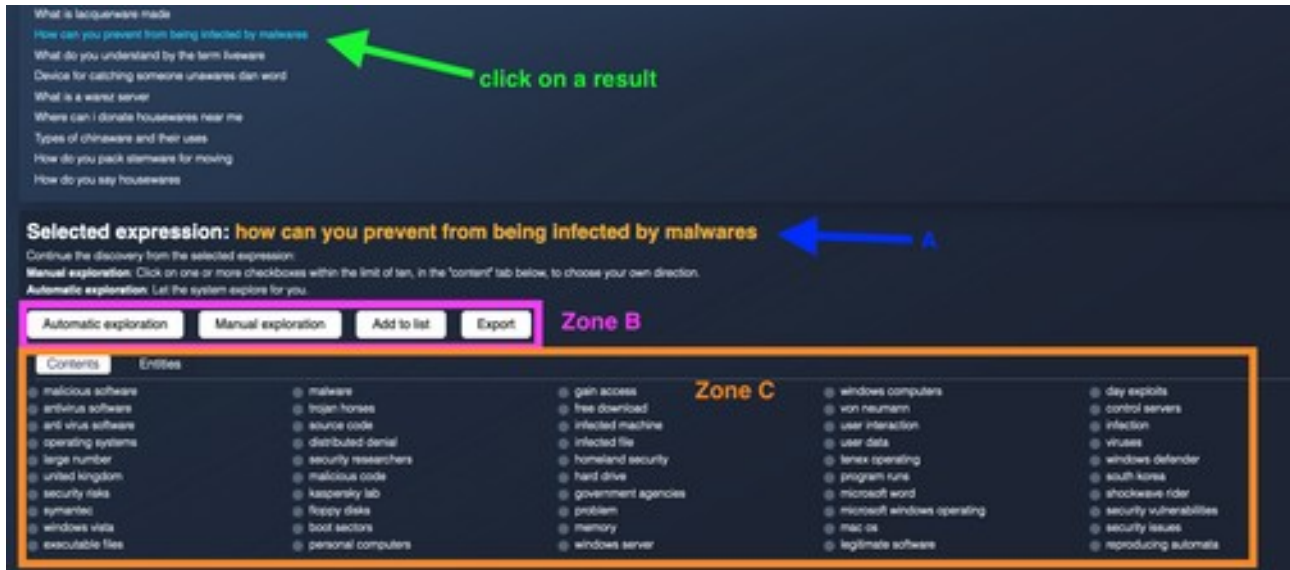 What is lacquerware made
How can you prevent from being infected by malwares
What do you understand by the term liveware
Device for catching someone unawares dan word
What is a warez server
Where can i donate housewares near me
Types of chinaware and their uses
How do you pack stemware for moving
How do you say housewares
click on a result
Selected expression: how can you prevent from being infected by malwares
A
Continue the discovery from the selected expression:
Manual exploration: Click on one or more checkboxes within the limit of ten, in the "content" tab below, to choose your own direction.
Automatic exploration: Let the system explore for you.
Automatic exploration Manual exploration Add to list Export Zone B
Contents Entities
Zone C
malicious software malware gain access windows computers day exploits
antivirus software trojan horses free download von neumann control servers
anti virus software source code infected machine user interaction infection
operating systems distributed denial infected file user data viruses
large number security researchers homeland security tenex operating windows defender
united kingdom malicious code hard drive program runs south korea
security risks kaspersky lab government agencies microsoft word shockwave rider
symantec floppy disks problem microsoft windows operating security vulnerabilities
windows vista boot sectors memory mac os security issues
executable files personal computers windows server legitimate software reproducing automata